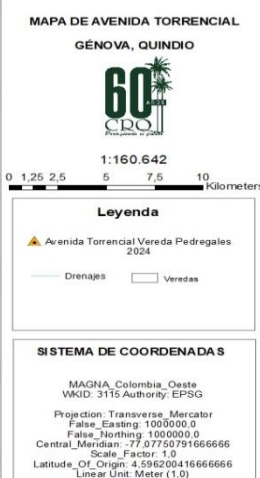 MAPA DE AVENIDA TORRENCIAL
GÉNOVA, QUINDIO
60
AÑOS
CRQ
1:160.642
0 1,25 2,5 5 7,5 10
Kilometers
Leyenda
Avenida Torrencial Vereda Pedregales
2024
Drenajes
Veredas
SISTEMA DE COORDENADAS
MAGNA_Colombia_Oeste
WKID: 3115 Authority: EPSG
Projection: Transverse_Mercator
False_Easting: 1000000,0
False_Northing: 1000000,0
Central_Meridian: -77,07750791666666
Scale_Factor: 1,0
Latitude_Of_Origin: 4,596200416666666
Linear Unit: Meter (1,0)